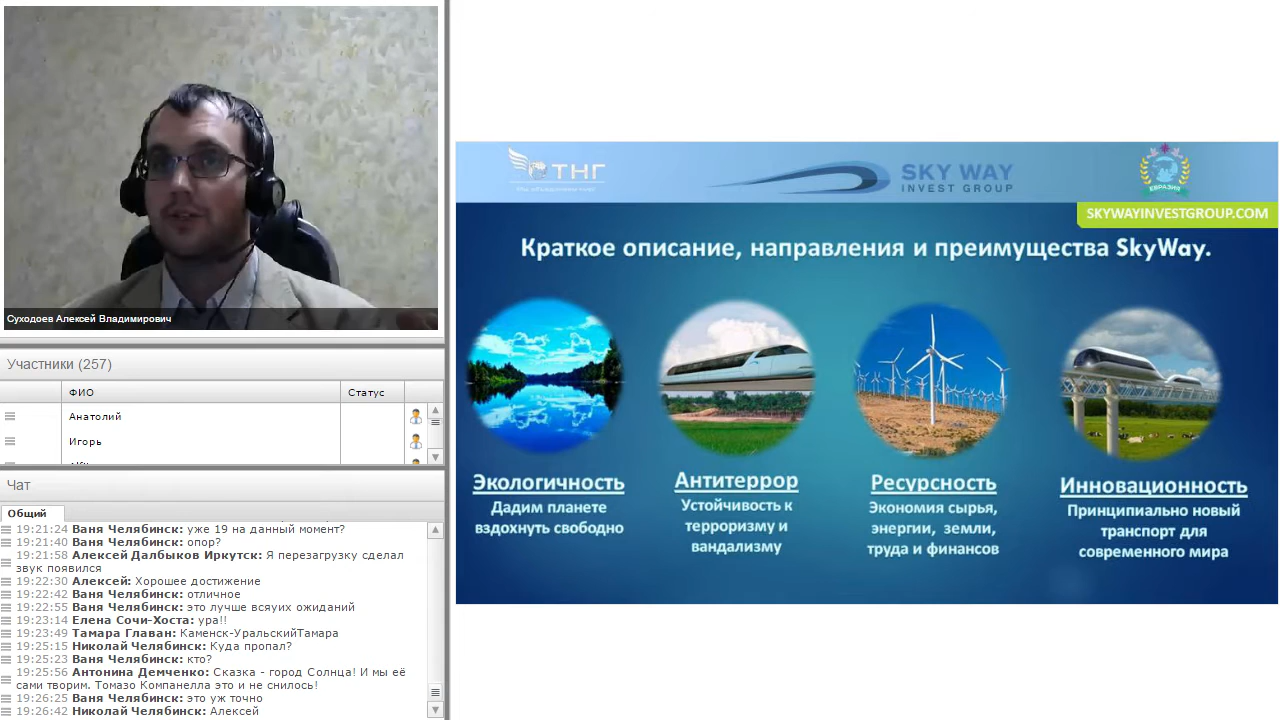 Суходоев Алексей Владимирович
Участники (257)
ФИО
Статус
Анатолий
Игорь
Чат
Общий
19:21:24 Ваня Челябинск: уже 19 на данный момент?
19:21:40 Ваня Челябинск: опор?
19:21:58 Алексей Далбыков Иркутск: Я перезагрузку сделал
звук появился
19:22:30 Алексей: Хорошее достижение
19:22:42 Ваня Челябинск: отличное
19:22:55 Ваня Челябинск: это лучше всяуих ожиданий
19:23:14 Елена Сочи-Хоста: ура!!
19:23:49 Тамара Главан: Каменск-УральскийТамара
19:25:15 Николай Челябинск: Куда пропал?
19:25:23 Ваня Челябинск: кто?
19:25:56 Антонина Демченко: Сказка - город Солнца! И мы её
сами творим. Томазо Компанелла это и не снилось!
19:26:25 Ваня Челябинск: это уж точно
19:26:42 Николай Челябинск: Алексей
ТНГ
SKY WAY
INVEST GROUP
ЕВРАЗИЯ
SKYWAYINVESTGROUP.COM
Краткое описание, направления и преимущества SkyWay.
Экологичность
Дадим планете
вздохнуть свободно
Антитеррор
Устойчивость к
терроризму и
вандализму
Ресурсность
Экономия сырья,
энергии, земли,
труда и финансов
Инновационность
Принципиально новый
транспорт для
современного мира